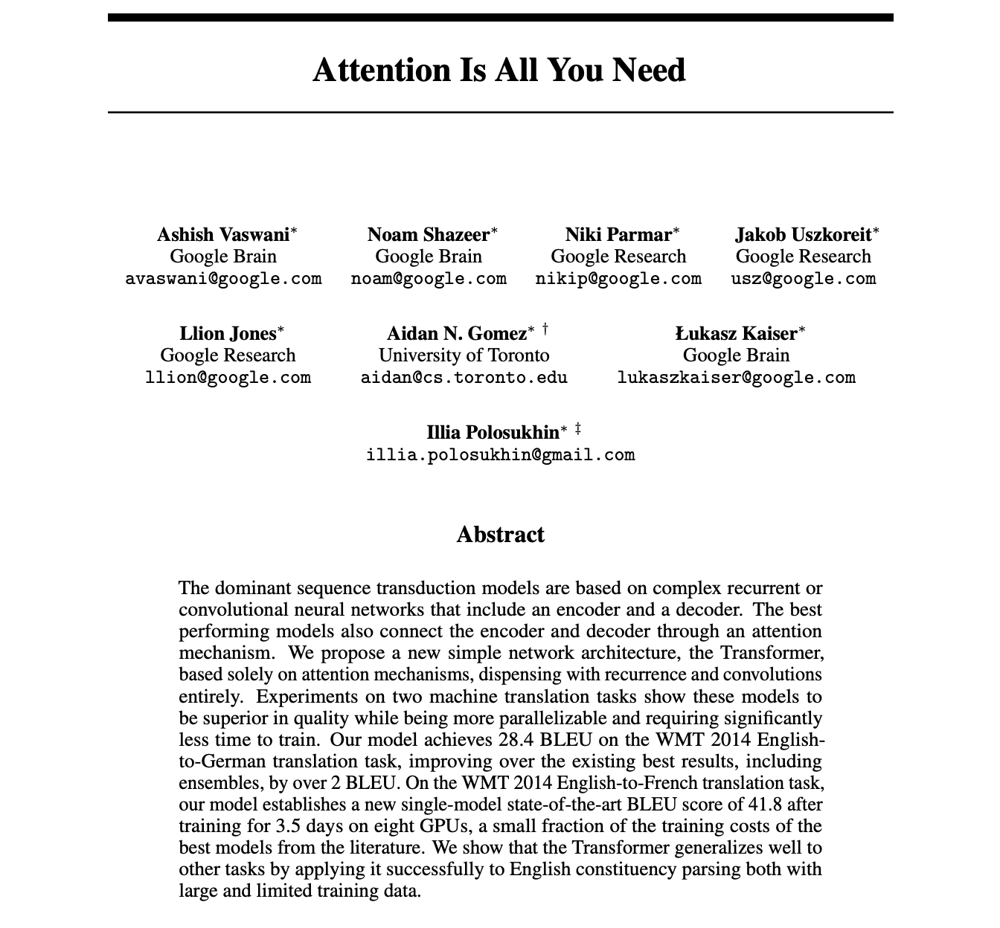 Attention Is All You Need
Ashish Vaswani* Noam Shazeer* Niki Parmar* Jakob Uszkoreit*
Google Brain Google Brain Google Research Google Research
avaswani@google.com noam@google.com nikip@google.com usz@google.com
Llion Jones* Aidan N. Gomez* † Łukasz Kaiser*
Google Research University of Toronto Google Brain
llion@google.com aidan@cs.toronto.edu lukaszkaiser@google.com
Illia Polosukhin* ‡
illia.polosukhin@gmail.com
Abstract
The dominant sequence transduction models are based on complex recurrent or
convolutional neural networks that include an encoder and a decoder. The best
performing models also connect the encoder and decoder through an attention
mechanism. We propose a new simple network architecture, the Transformer,
based solely on attention mechanisms, dispensing with recurrence and convolutions
entirely. Experiments on two machine translation tasks show these models to
be superior in quality while being more parallelizable and requiring significantly
less time to train. Our model achieves 28.4 BLEU on the WMT 2014 English-
to-German translation task, improving over the existing best results, including
ensembles, by over 2 BLEU. On the WMT 2014 English-to-French translation task,
our model establishes a new single-model state-of-the-art BLEU score of 41.8 after
training for 3.5 days on eight GPUs, a small fraction of the training costs of the
best models from the literature. We show that the Transformer generalizes well to
other tasks by applying it successfully to English constituency parsing both with
large and limited training data.